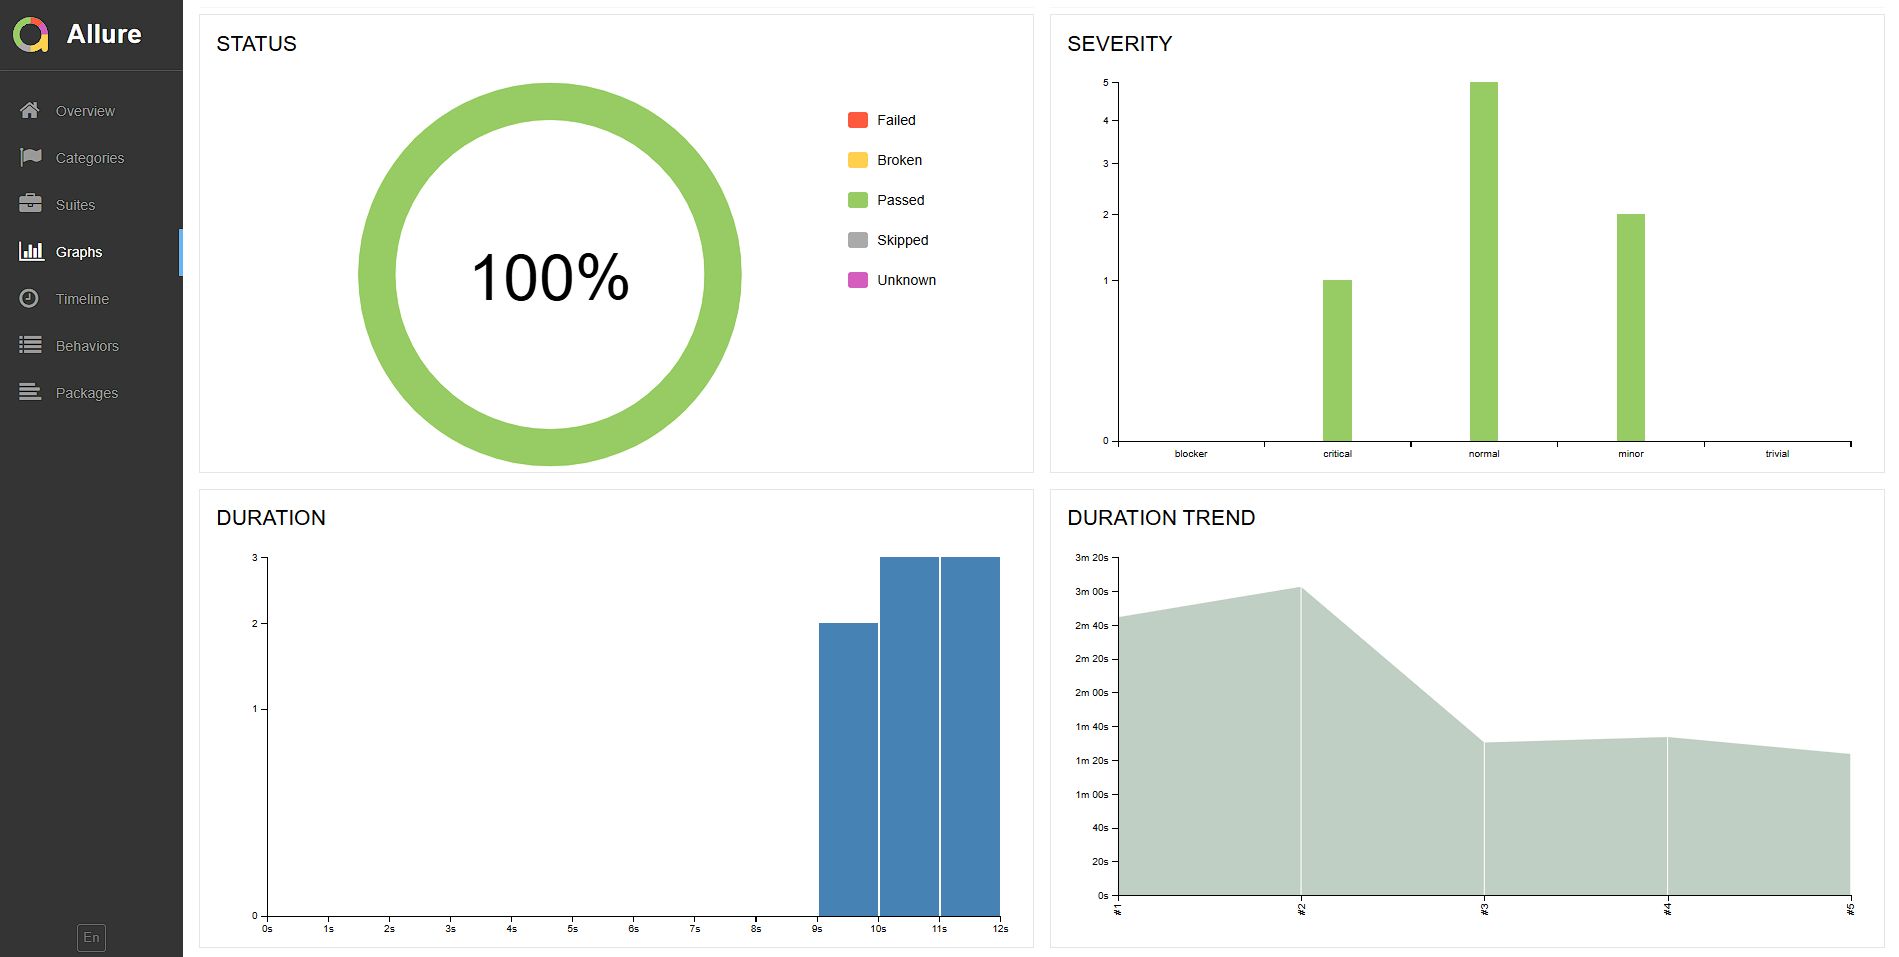 Allure
Overview
Categories
Suites
Graphs
Timeline
Behaviors
Packages
En
STATUS
100%
Failed
Broken
Passed
Skipped
Unknown
SEVERITY
5
4
3
2
1
0
blocker critical normal minor trivial
DURATION
3
2
1
0
0s 1s 2s 3s 4s 5s 6s 7s 8s 9s 10s 11s 12s
DURATION TREND
3m 20s
3m 00s
2m 40s
2m 20s
2m 00s
1m 40s
1m 20s
1m 00s
40s
20s
0s
#1 #2 #3 #4 #5